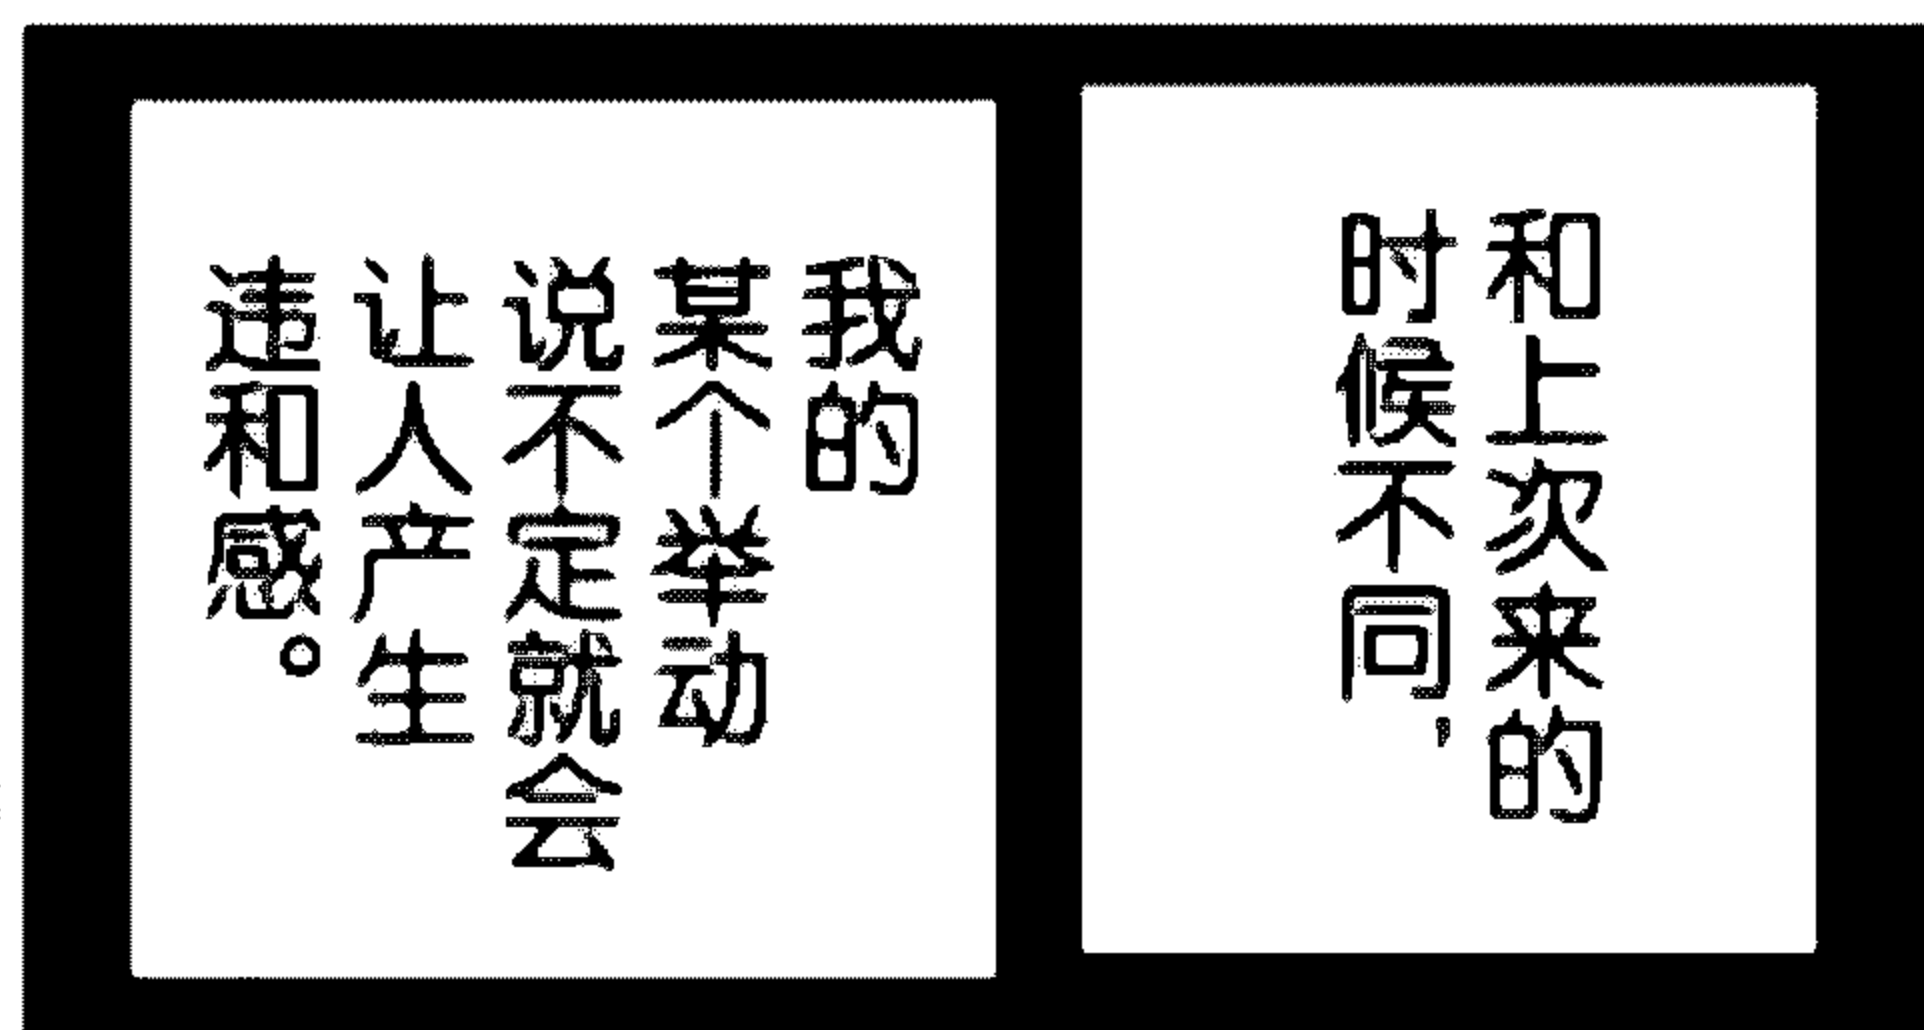 和上次来的
时候不同，
我的
某个举动
说不定就会
让人产生
违和感。